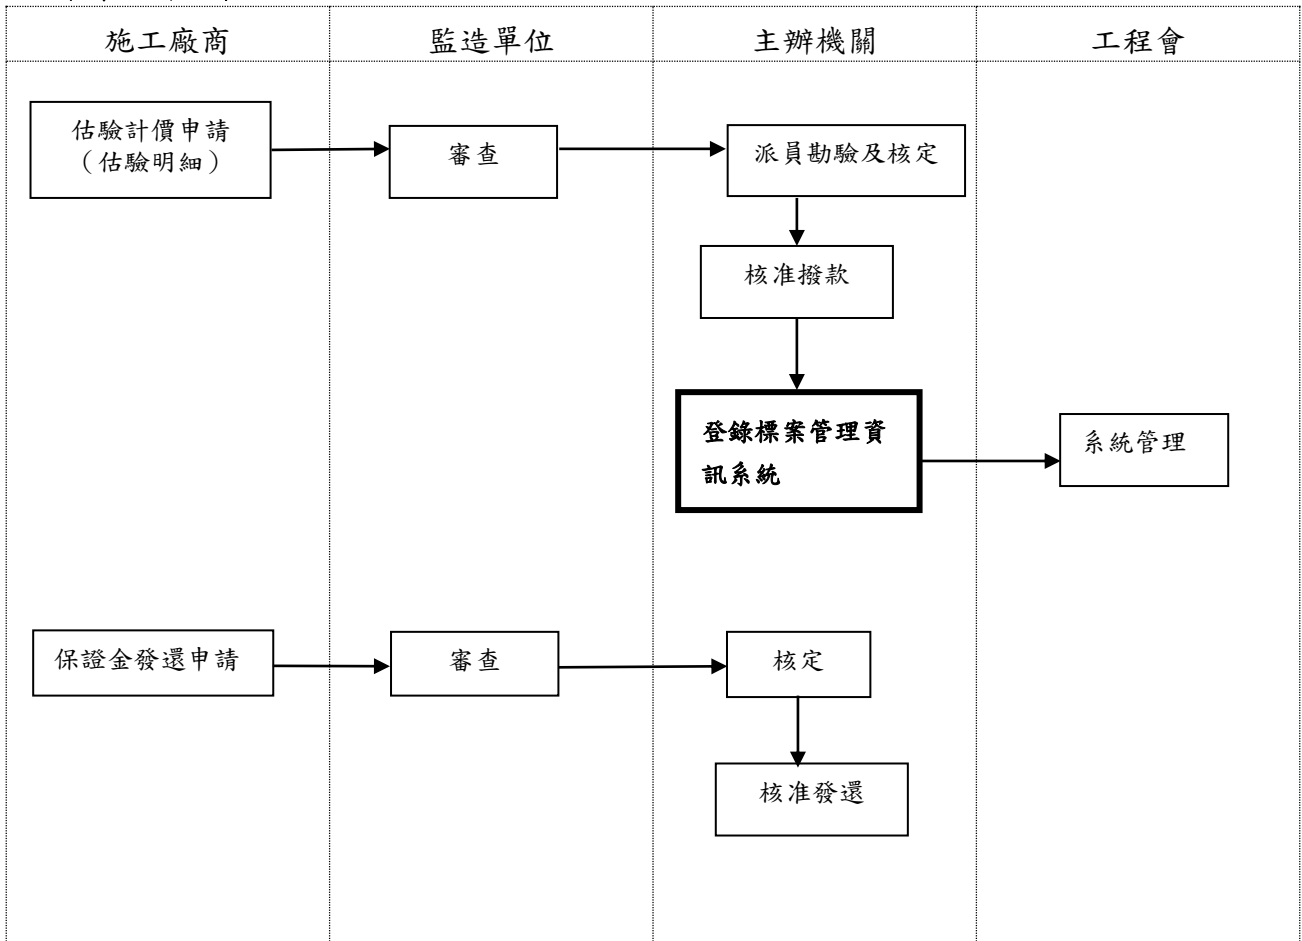 施工廠商
監造單位
主辦機關
工程會
估驗計價申請
（估驗明細）
審查
派員勘驗及核定
核准撥款
登錄標案管理資
訊系統
系統管理
保證金發還申請
審查
核定
核准發還